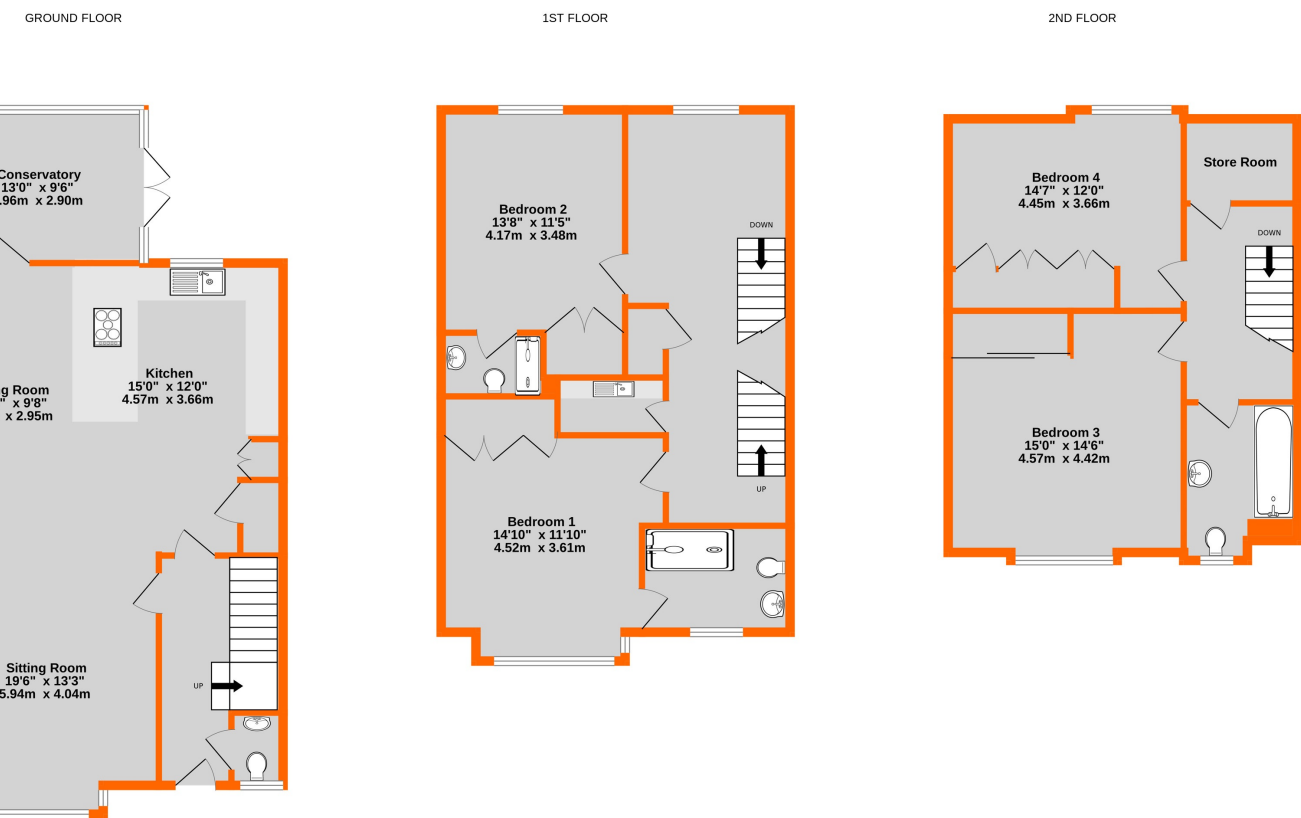 GROUND FLOOR
1ST FLOOR
2ND FLOOR
Conservatory
13'0" x 9'6"
.96m x 2.90m
Kitchen
15'0" x 12'0"
4.57m x 3.66m
g Room
" x 9'8"
x 2.95m
Sitting Room
19'6" x 13'3"
5.94m x 4.04m
UP
Bedroom 2
13'8" x 11'5"
4.17m x 3.48m
DOWN
UP
Bedroom 1
14'10" x 11'10"
4.52m x 3.61m
Bedroom 4
14'7" x 12'0"
4.45m x 3.66m
Store Room
DOWN
Bedroom 3
15'0" x 14'6"
4.57m x 4.42m